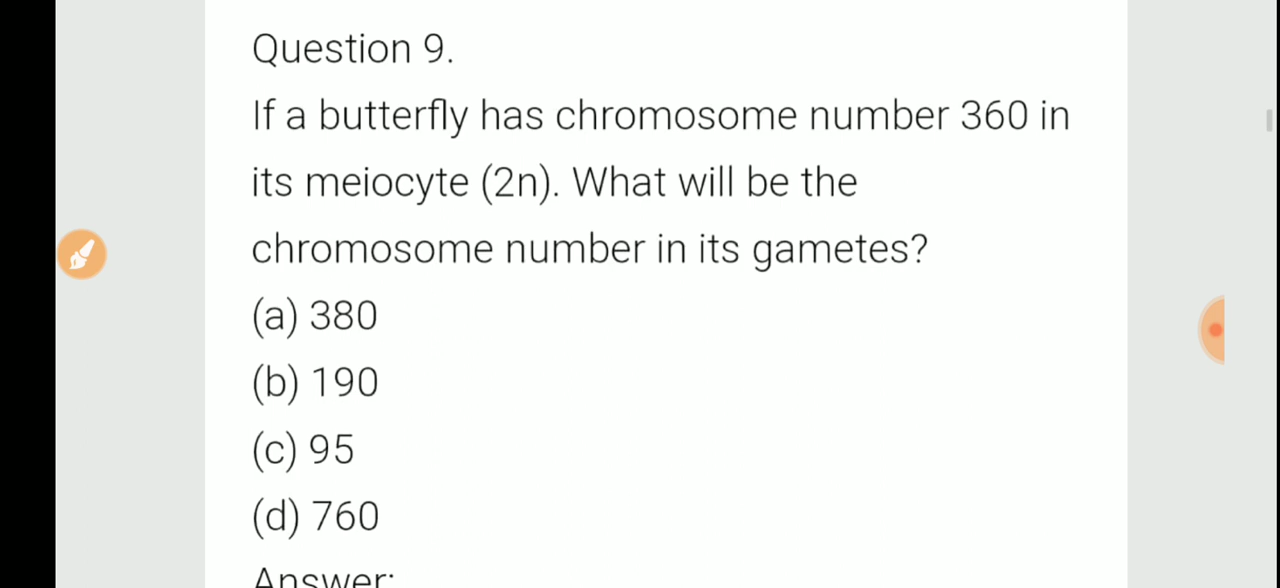 Question 9.
If a butterfly has chromosome number 360 in
its meiocyte (2n). What will be the
chromosome number in its gametes?
(a) 380
(b) 190
(c) 95
(d) 760
Answer: